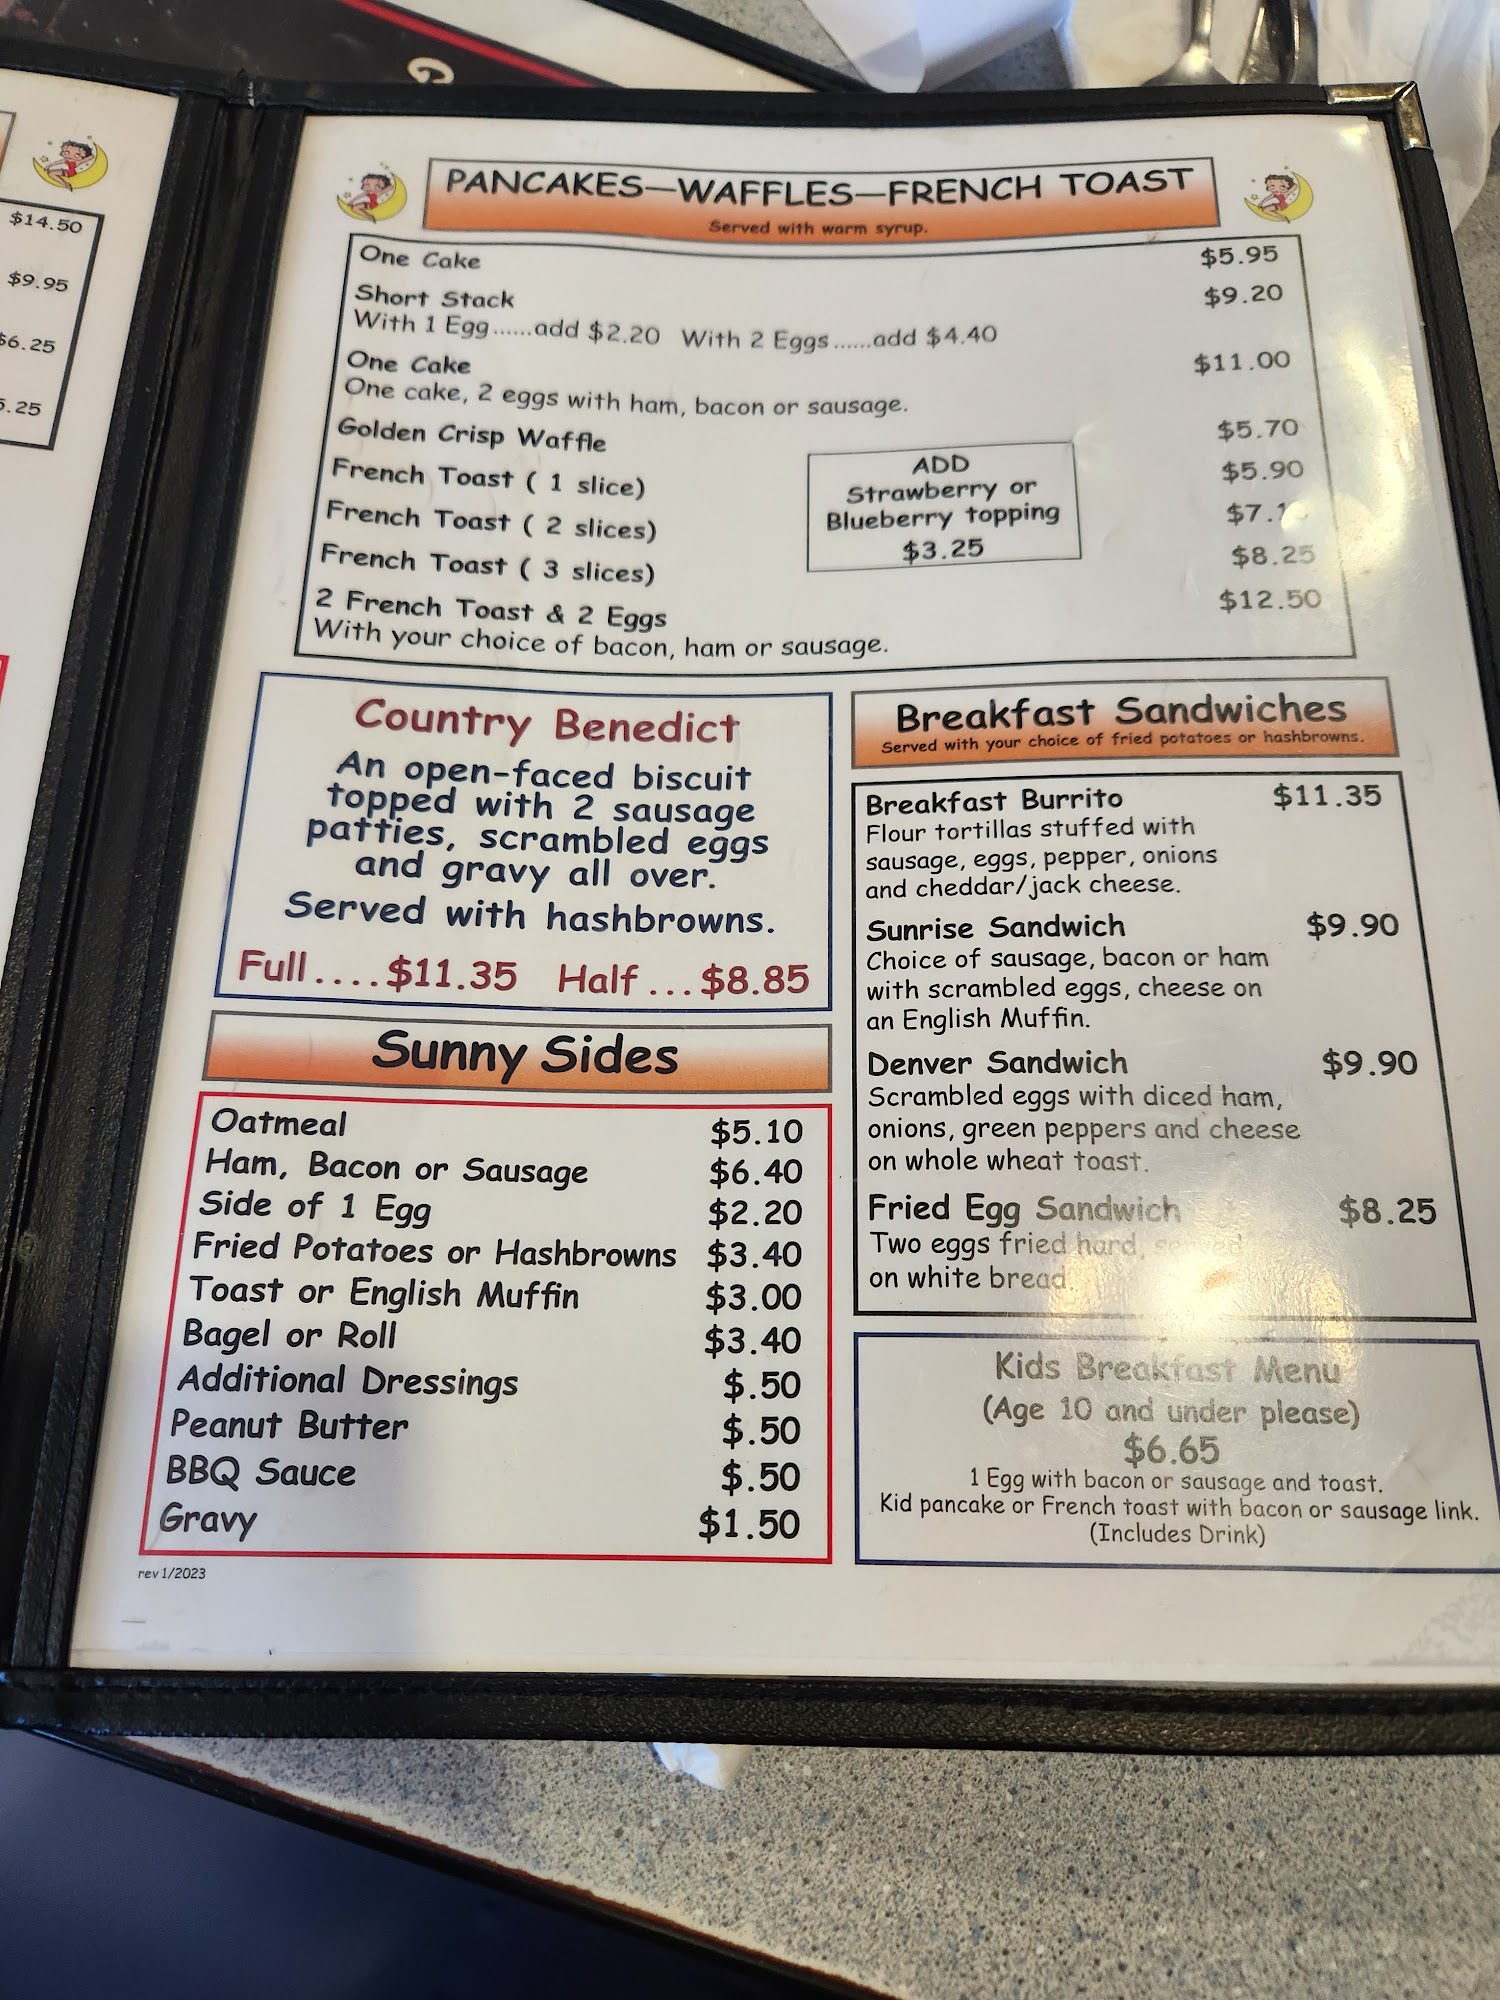 G
$14.50
$9.95
$6.25
5.25
PANCAKES—WAFFLES—FRENCH TOAST
Served with warm syrup.
One Cake $5.95
Short Stack $9.20
With 1 Egg......add $2.20 With 2 Eggs......add $4.40
One Cake $11.00
One cake, 2 eggs with ham, bacon or sausage.
Golden Crisp Waffle $5.70
French Toast ( 1 slice) $5.90
French Toast ( 2 slices)
French Toast ( 3 slices) $8.25
2 French Toast & 2 Eggs $12.50
With your choice of bacon, ham or sausage.
ADD
Strawberry or
Blueberry topping
$3.25
Country Benedict
An open-faced biscuit
topped with 2 sausage
patties, scrambled eggs
and gravy all over.
Served with hashbrowns.
Full....$11.35 Half...$8.85
Sunny Sides
Oatmeal $5.10
Ham, Bacon or Sausage $6.40
Side of 1 Egg $2.20
Fried Potatoes or Hashbrowns $3.40
Toast or English Muffin $3.00
Bagel or Roll $3.40
Additional Dressings $.50
Peanut Butter $.50
BBQ Sauce $.50
Gravy $1.50
rev 1/2023
Breakfast Sandwiches
Served with your choice of fried potatoes or hashbrowns.
Breakfast Burrito $11.35
Flour tortillas stuffed with
sausage, eggs, pepper, onions
and cheddar/jack cheese.
Sunrise Sandwich $9.90
Choice of sausage, bacon or ham
with scrambled eggs, cheese on
an English Muffin.
Denver Sandwich $9.90
Scrambled eggs with diced ham,
onions, green peppers and cheese
on whole wheat toast.
Fried Egg Sandwich $8.25
Two eggs fried hard, served
on white bread
Kids Breakfast Menu
(Age 10 and under please)
$6.65
1 Egg with bacon or sausage and toast.
Kid pancake or French toast with bacon or sausage link.
(Includes Drink)